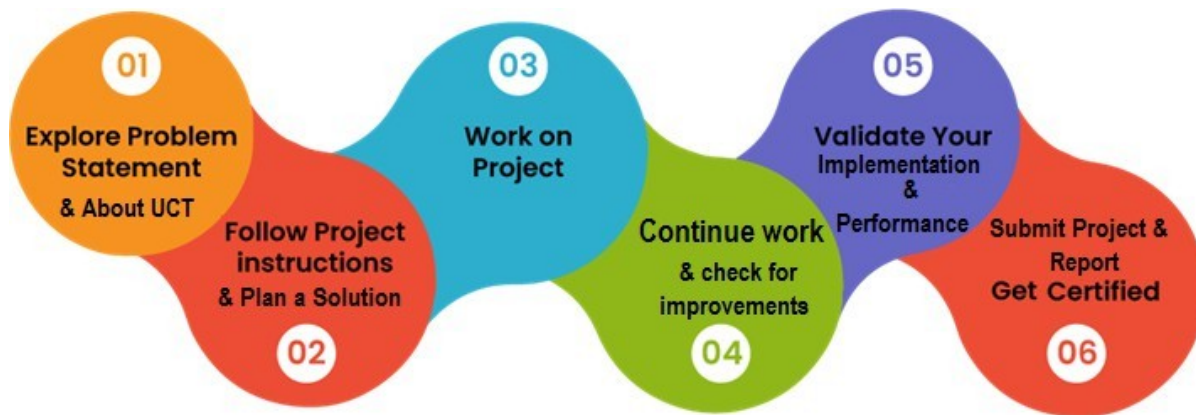 01
Explore Problem
Statement
& About UCT
Follow Project
instructions
& Plan a Solution
02
03
Work on
Project
Continue work
& check for
improvements
04
05
Validate Your
Implementation
&
Performance
Submit Project &
Report
Get Certified
06